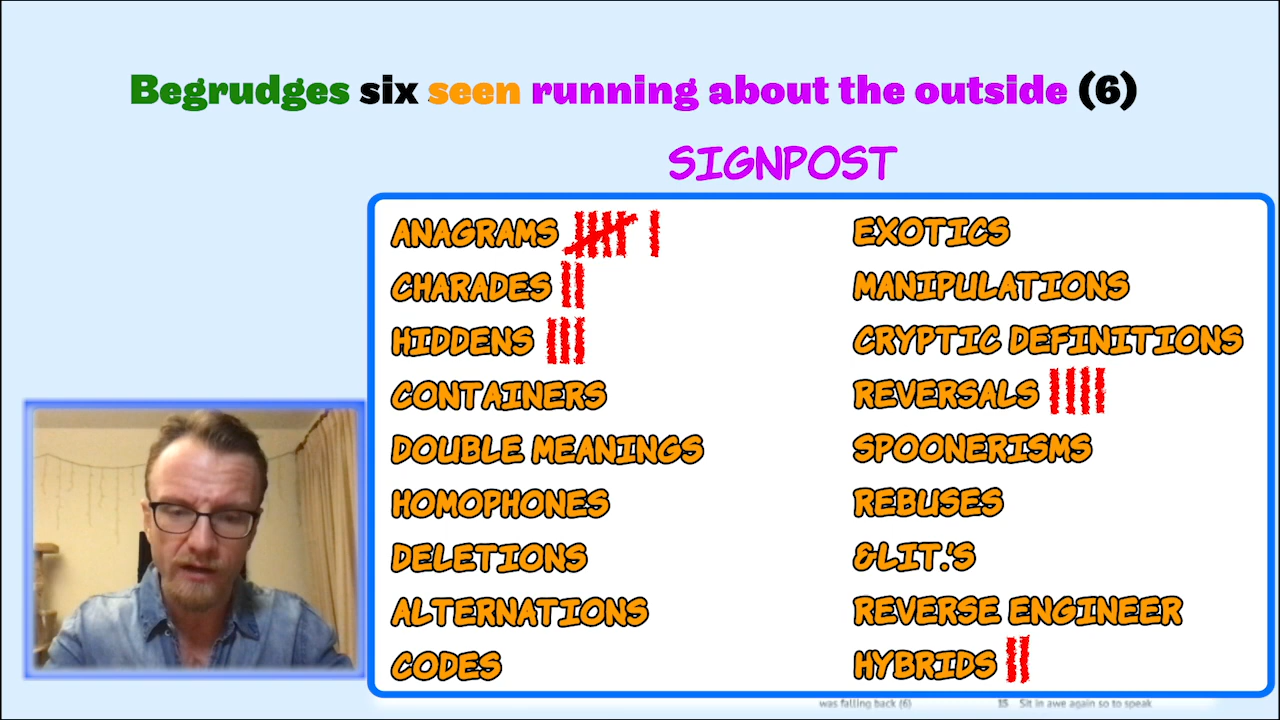 Begrudges six seen running about the outside (6)
SIGNPOST
ANAGRAMS
CHARADES
HIDDENS
CONTAINERS
DOUBLE MEANINGS
HOMOPHONES
DELETIONS
ALTERNATIONS
CODES
EXOTICS
MANIPULATIONS
CRYPTIC DEFINITIONS
REVERSALS
SPOONERISMS
REBUSES
&LIT.'S
REVERSE ENGINEER
HYBRIDS
was falling back (6)
15 Sit in awe again so to speak